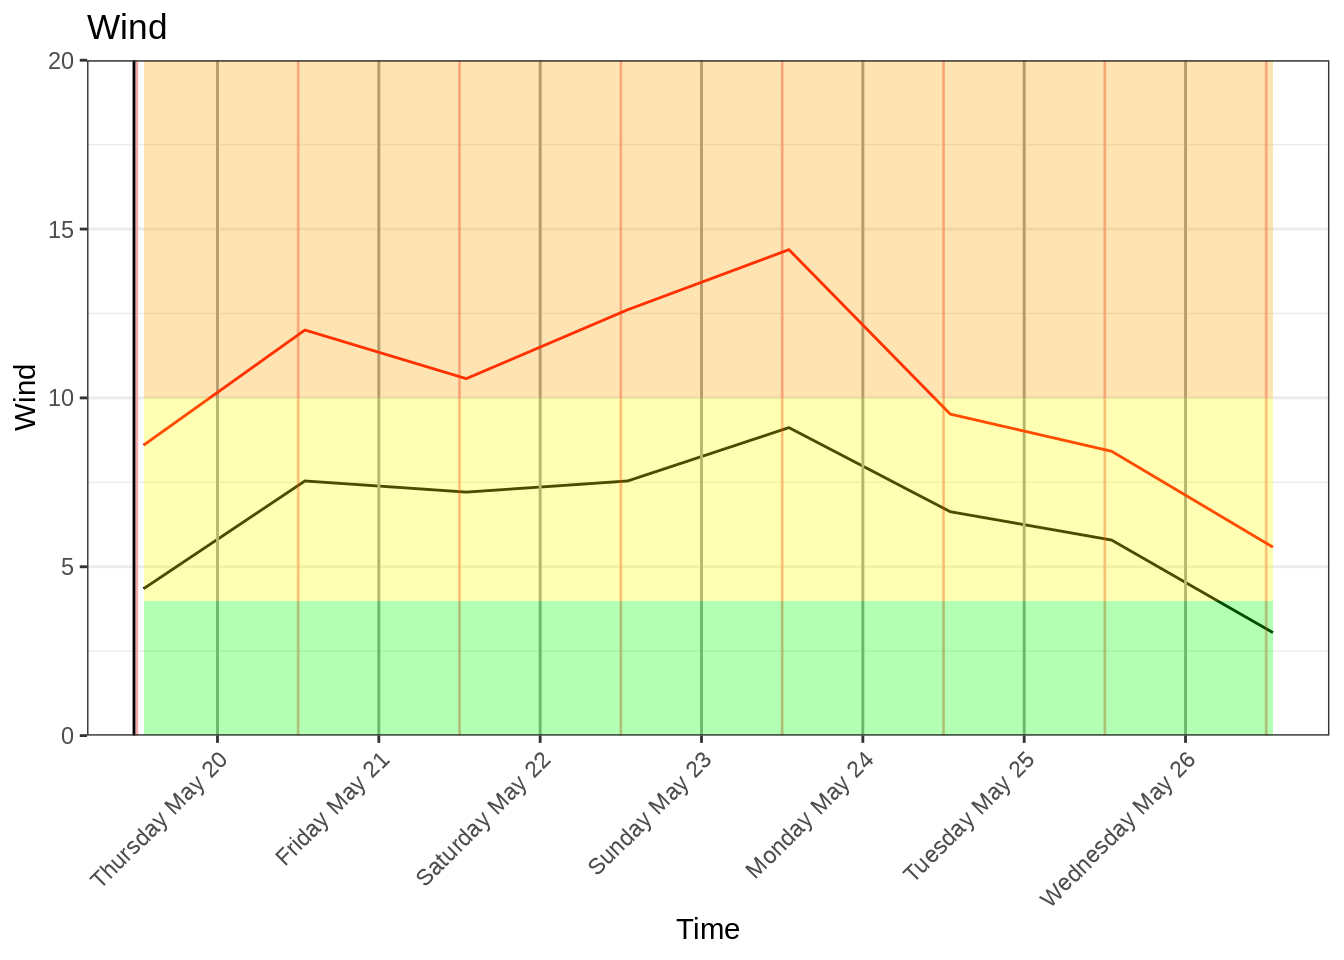 Wind
Wind
20
15
10
5
0
Thursday May 20
Friday May 21
Saturday May 22
Sunday May 23
Monday May 24
Tuesday May 25
Wednesday May 26
Time